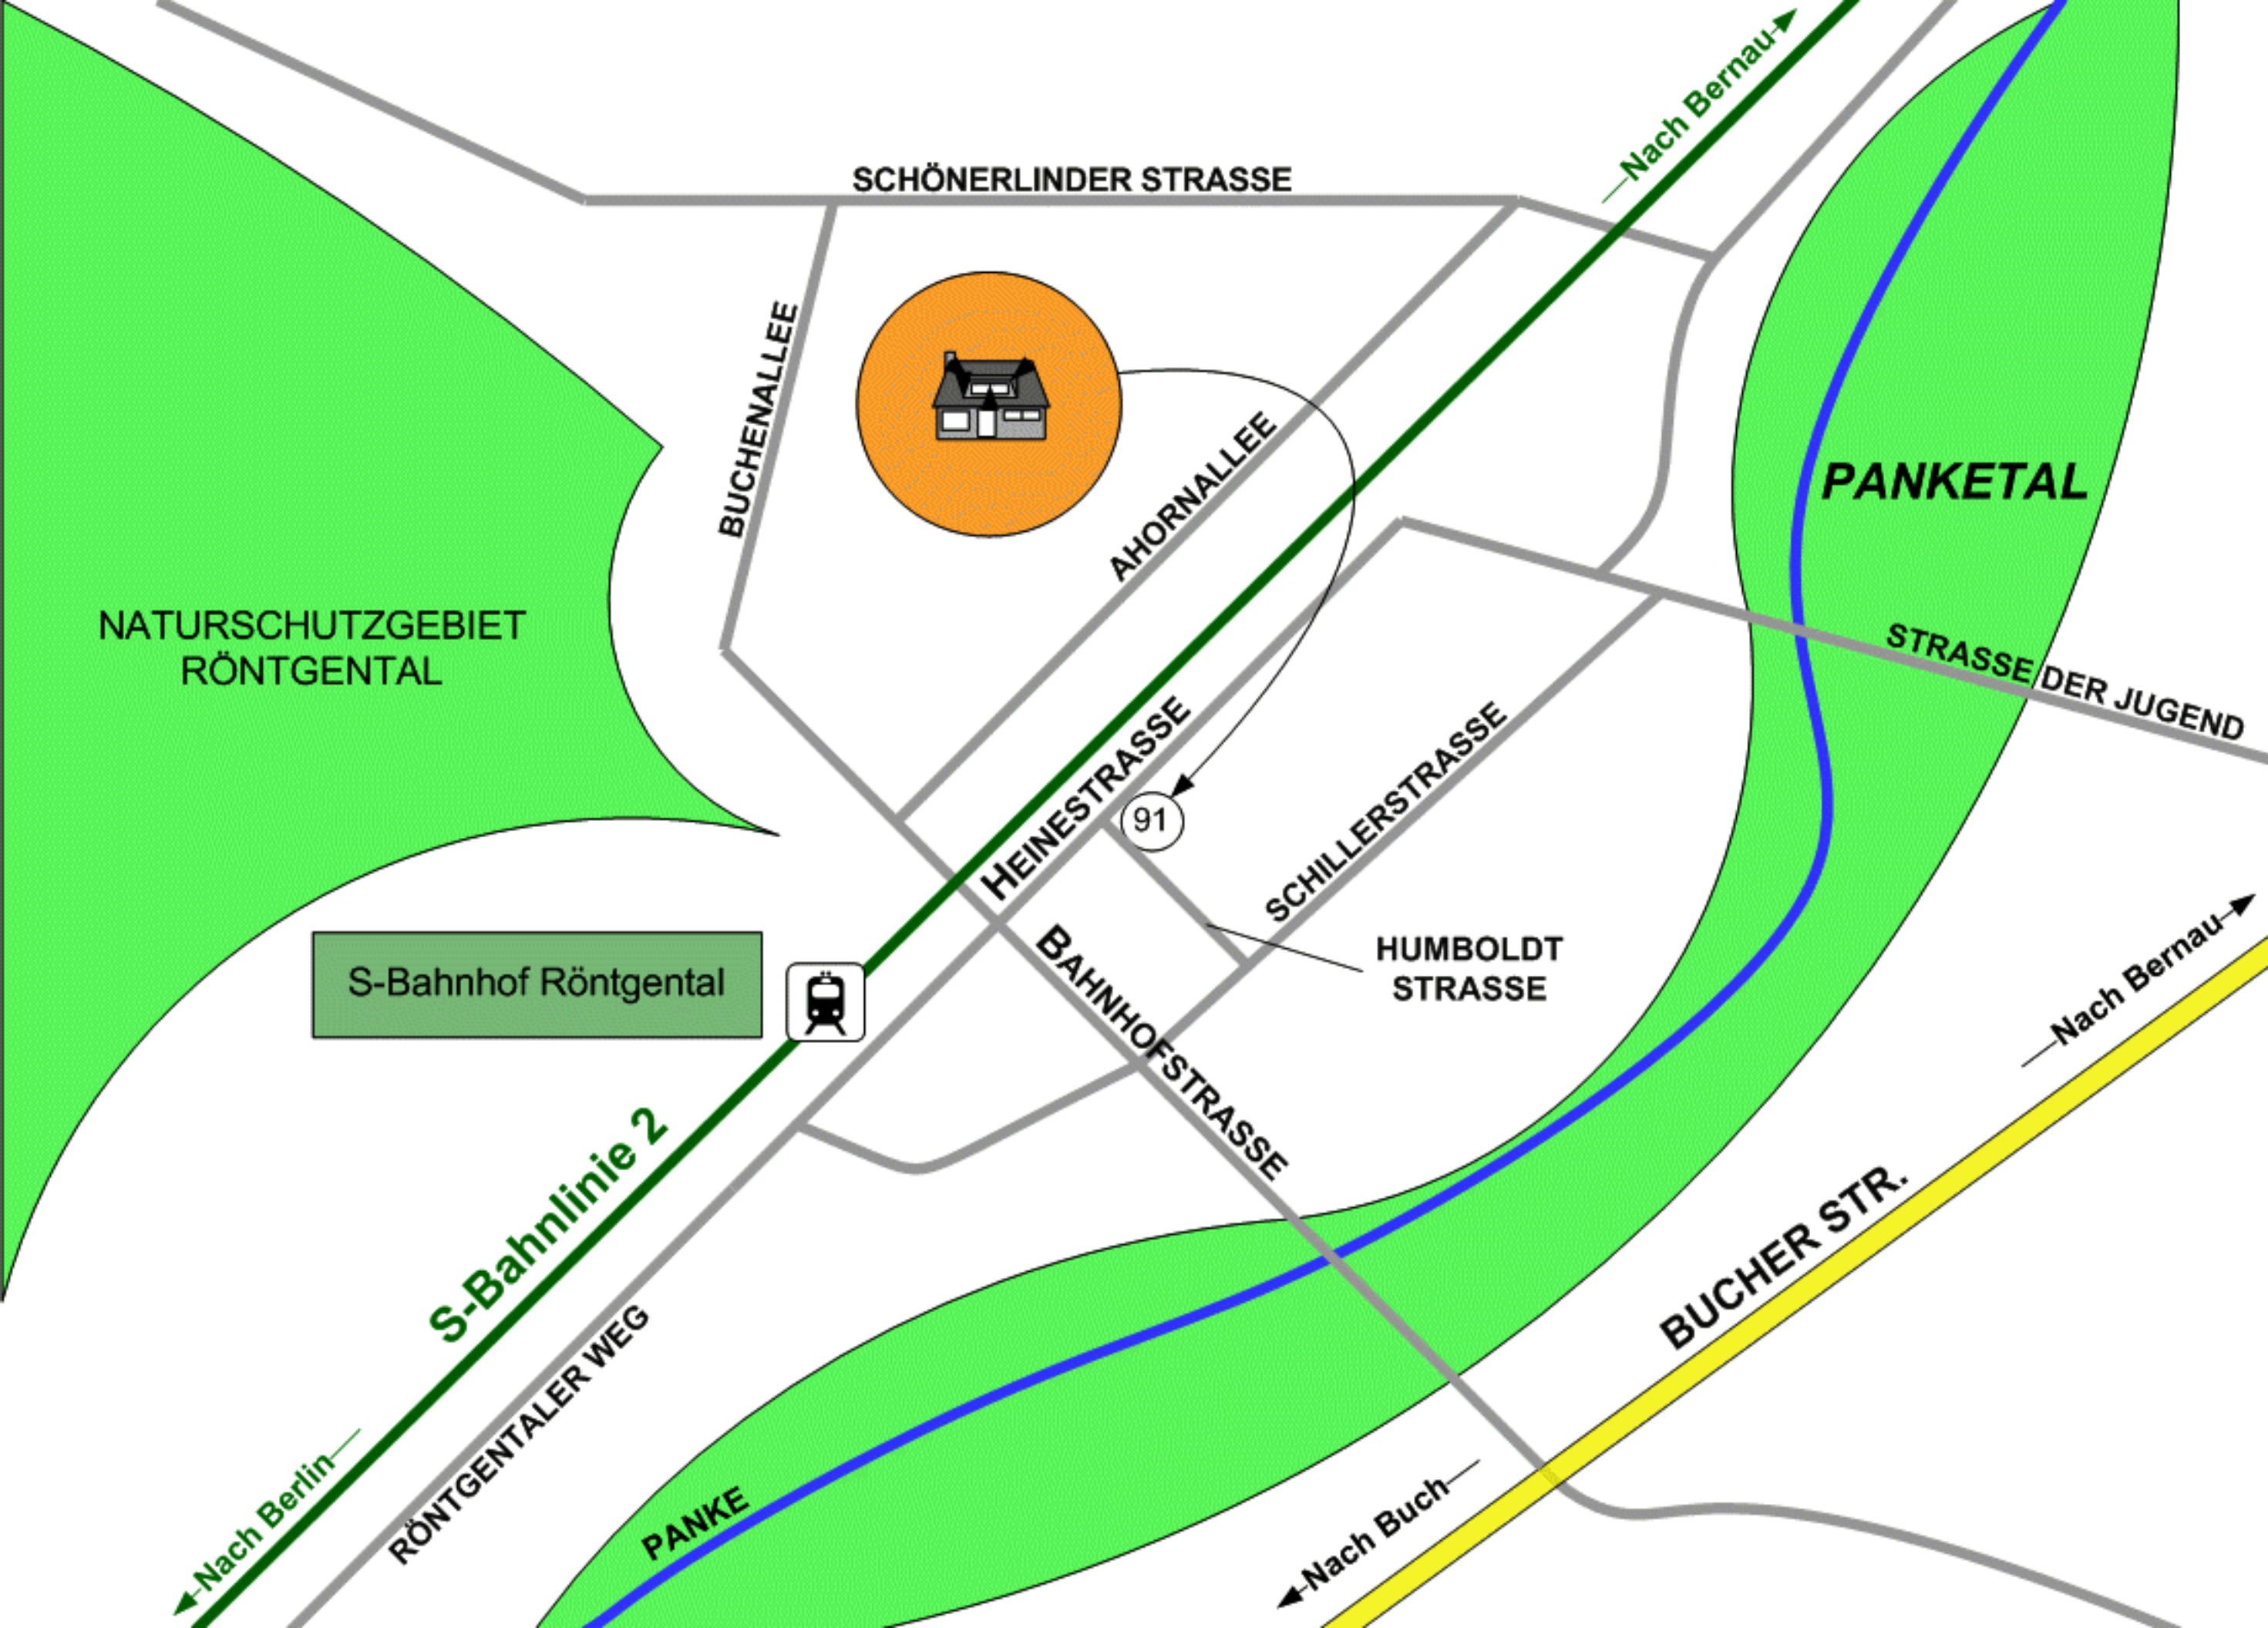 Nach Bernau
SCHÖNERLINDER STRASSE
BUCHENALLEE
AHORNALLEE
PANKETAL
NATURSCHUTZGEBIET
RÖNTGENTAL
STRASSE DER JUGEND
HEINESTRASSE
91
SCHILLERSTRASSE
HUMBOLDT
STRASSE
BAHNHOFSTRASSE
S-Bahnhof Röntgental
Nach Bernau
S-Bahnlinie 2
BUCHER STR.
RÖNTGENTALER WEG
Nach Berlin
PANKE
Nach Buch